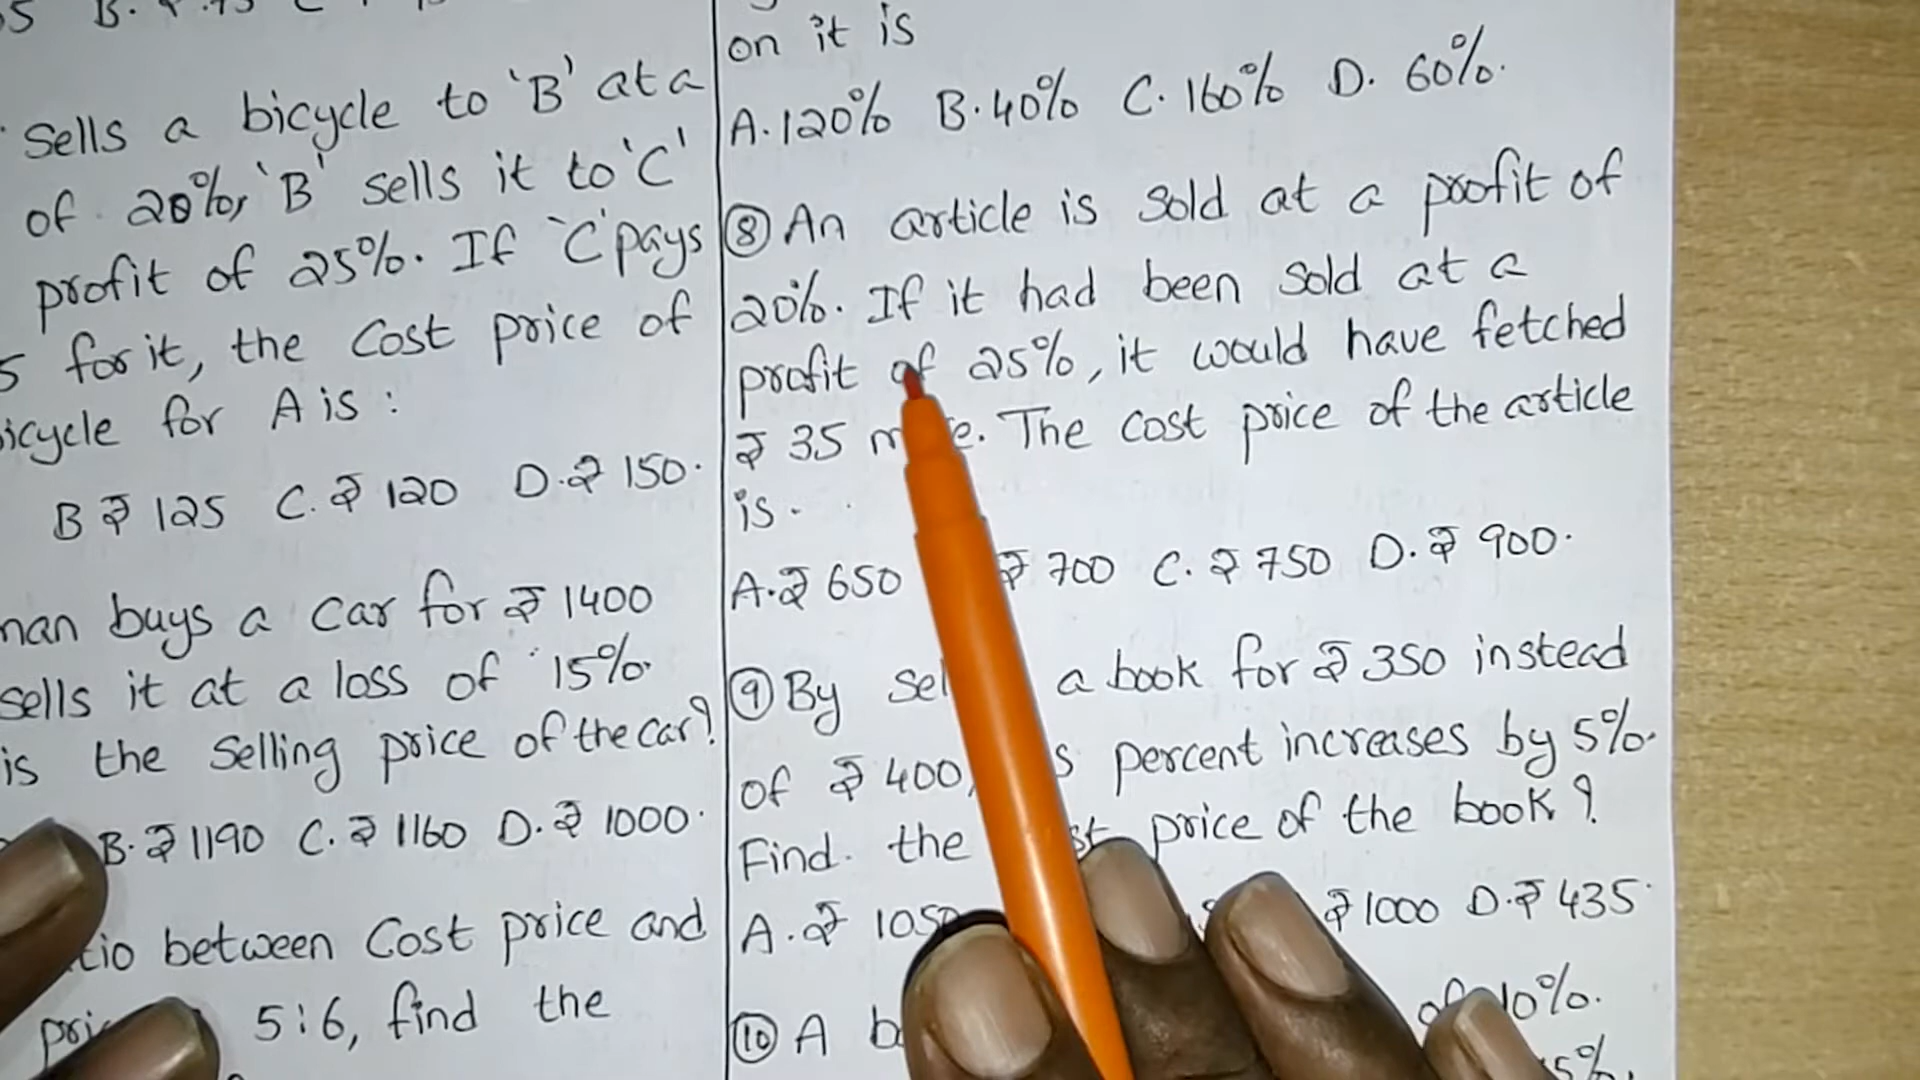 Sells a bicycle to 'B' at a
of 20%, 'B' sells it to 'C'
profit of 25%. If 'C' pays
5 for it, the cost price of
icycle for A is :
B ₹ 125 C. ₹ 120 D. ₹ 150.
buys a car for ₹ 1400
sells it at a loss of 15%.
is the selling price of the car?
B. ₹ 1190 C. ₹ 1160 D. ₹ 1000.
tio between Cost price and
5:6, find the
on it is
A. 120% B. 40% C. 160% D. 60%.
⑧ An article is sold at a profit of
20%. If it had been sold at a
profit of 25%, it would have fetched
₹ 35 The cost price of the article
is.
A. ₹ 650 ₹ 700 C. ₹ 750 D. ₹ 900.
⑨ By a book for ₹ 350 instead
of ₹ 400, percent increases by 5%.
Find the price of the book?
A. ₹ 1050 ₹ 1000 D. ₹ 435.
⑩ A of 10%.
5%.